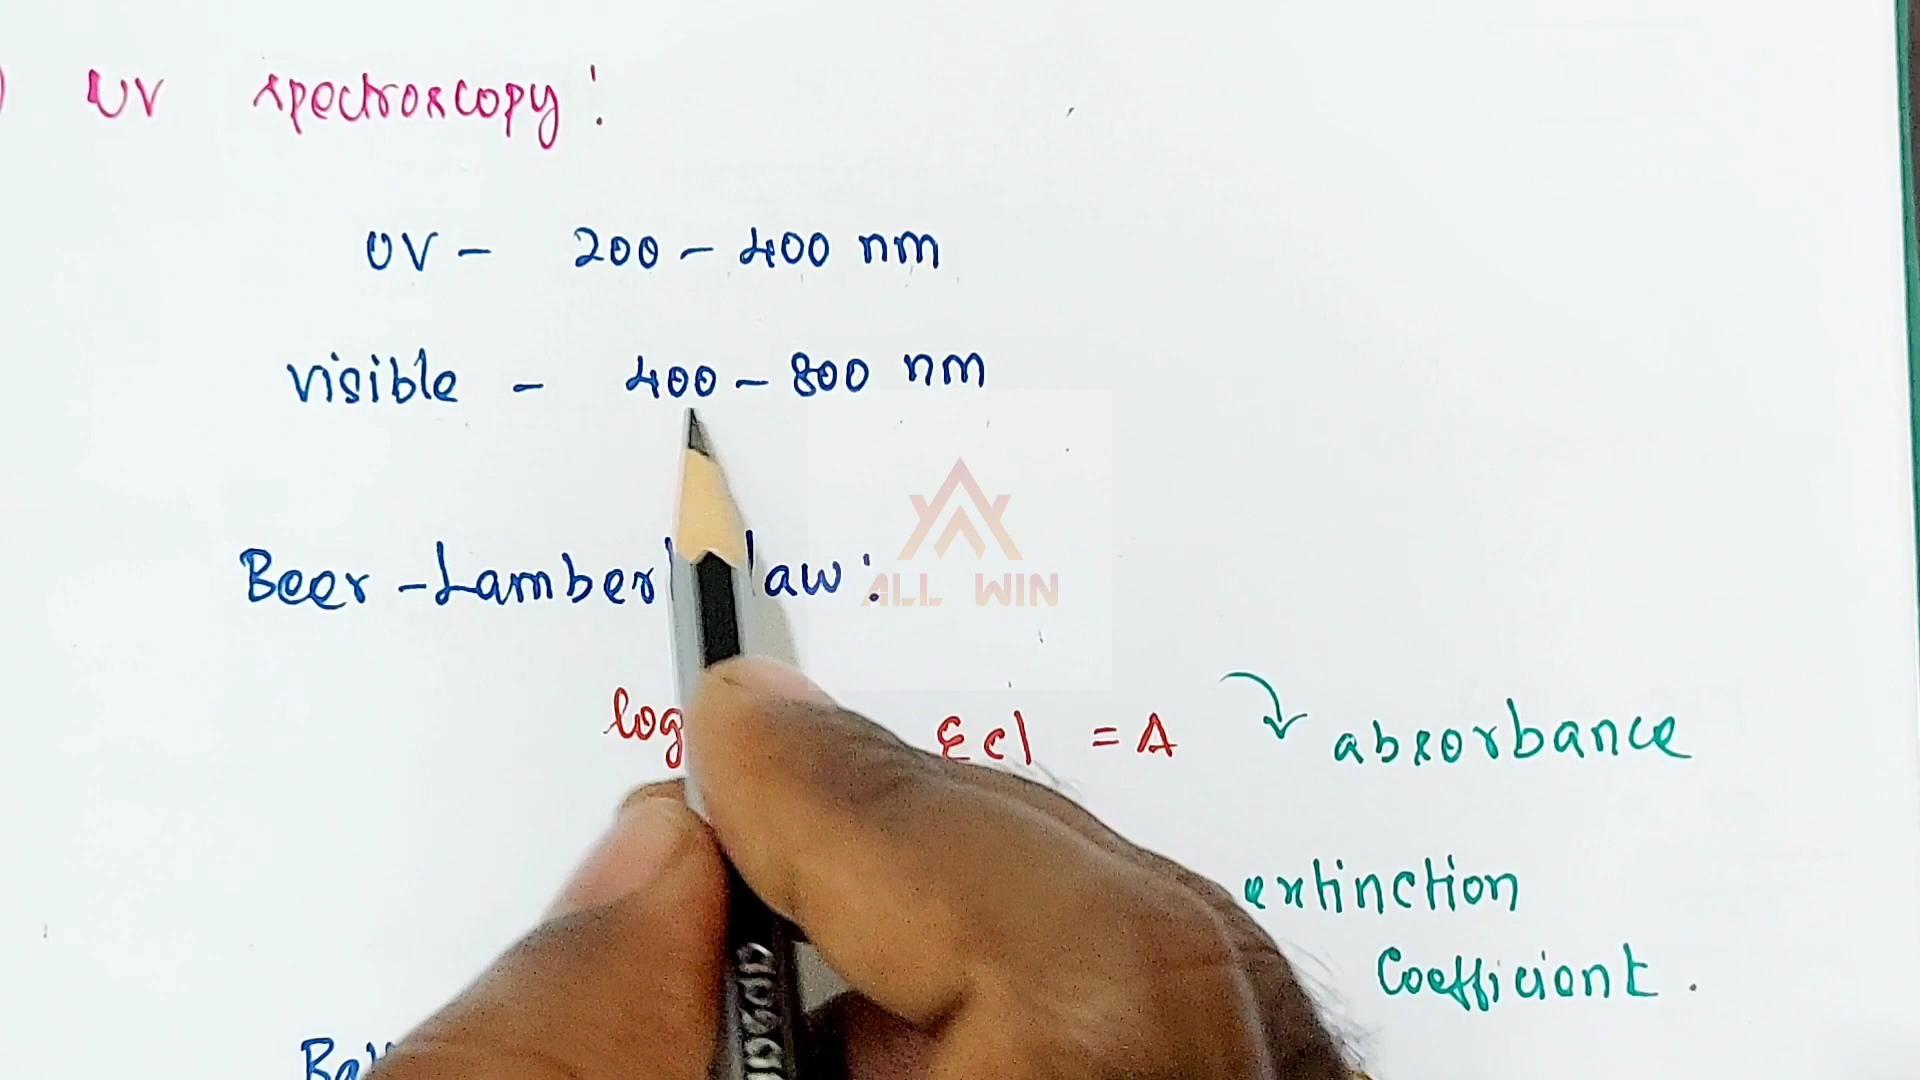 UV spectroscopy:
UV - 200 - 400 nm
visible - 400 - 800 nm
Beer-Lambert law:
ALL WIN
log εcl = A absorbance
extinction
Coefficient.